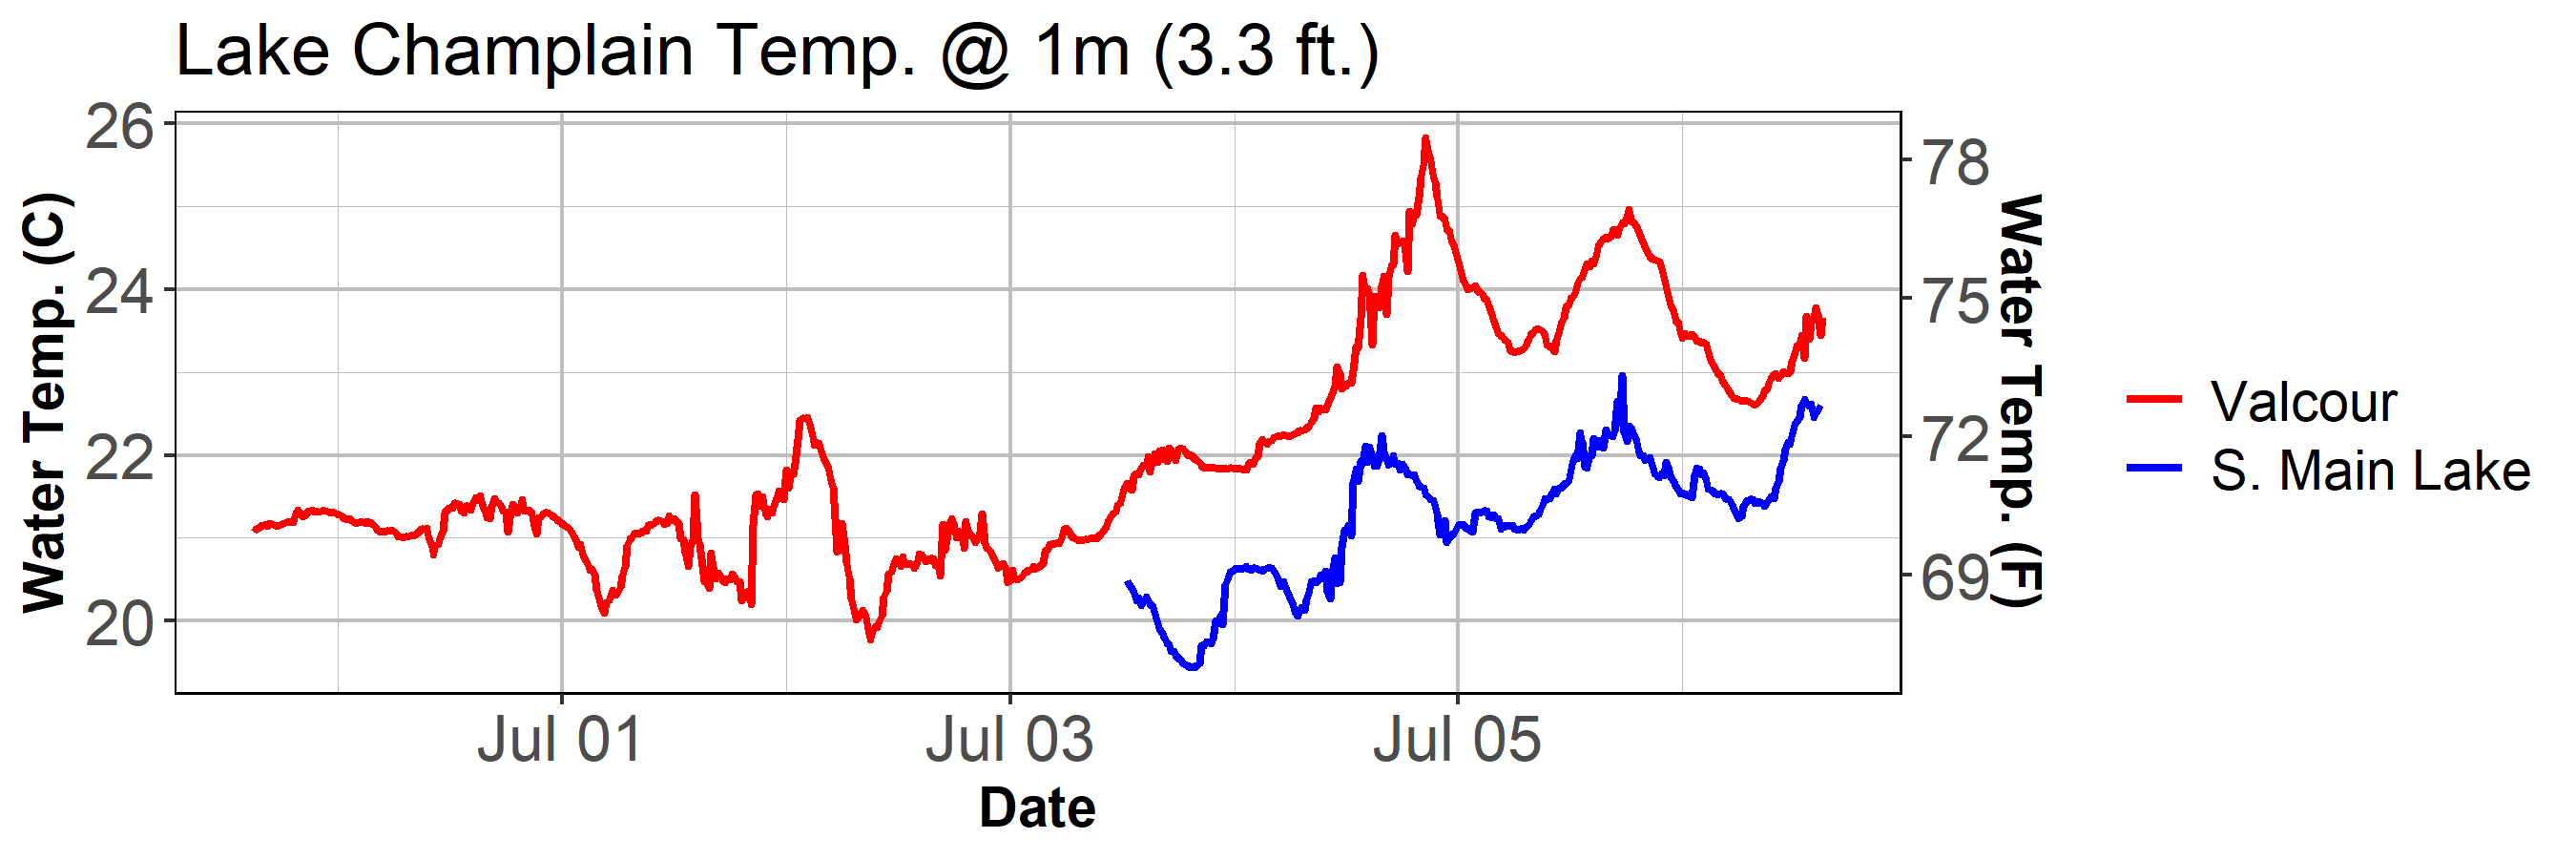 Lake Champlain Temp. @ 1m (3.3 ft.)
Water Temp. (C)
26
24
22
20
78
75
72
69
Water Temp. (F)
Jul 01
Jul 03
Jul 05
Date
Valcour
S. Main Lake